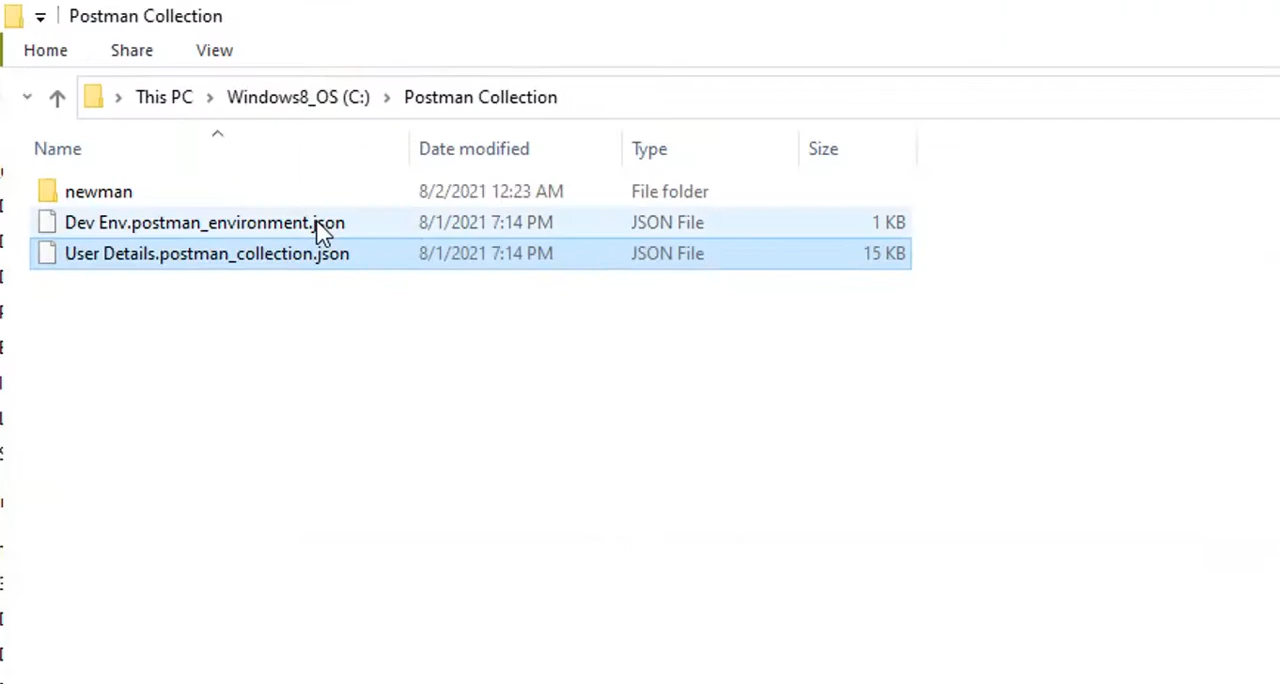 Postman Collection
Home Share View
This PC Windows8_OS (C:) Postman Collection
Name Date modified Type Size
newman 8/2/2021 12:23 AM File folder
Dev Env.postman_environment.json 8/1/2021 7:14 PM JSON File 1 KB
User Details.postman_collection.json 8/1/2021 7:14 PM JSON File 15 KB